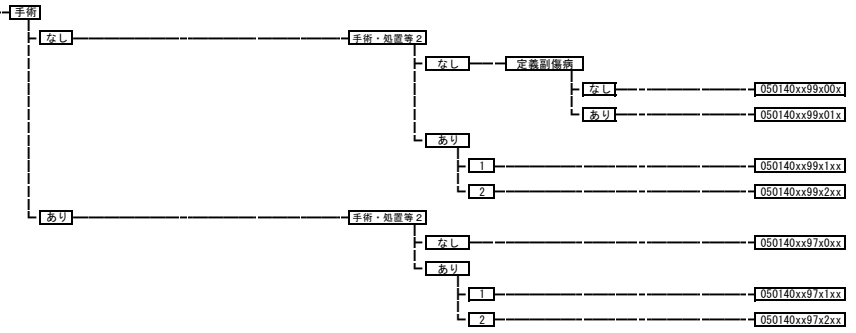 手術
なし 手術・処置等2
なし 定義副傷病
なし 050140xx99x00x
あり 050140xx99x01x
あり
1 050140xx99x1xx
2 050140xx99x2xx
あり 手術・処置等2
なし 050140xx97x0xx
あり
1 050140xx97x1xx
2 050140xx97x2xx